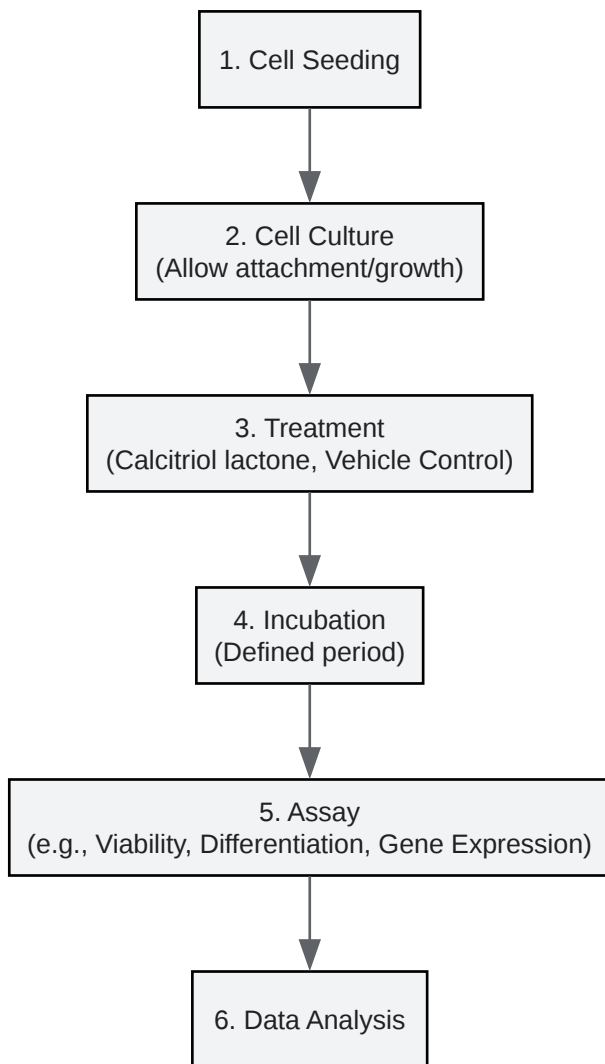 1. Cell Seeding
2. Cell Culture
(Allow attachment/growth)
3. Treatment
(Calcitriol lactone, Vehicle Control)
4. Incubation
(Defined period)
5. Assay
(e.g., Viability, Differentiation, Gene Expression)
6. Data Analysis